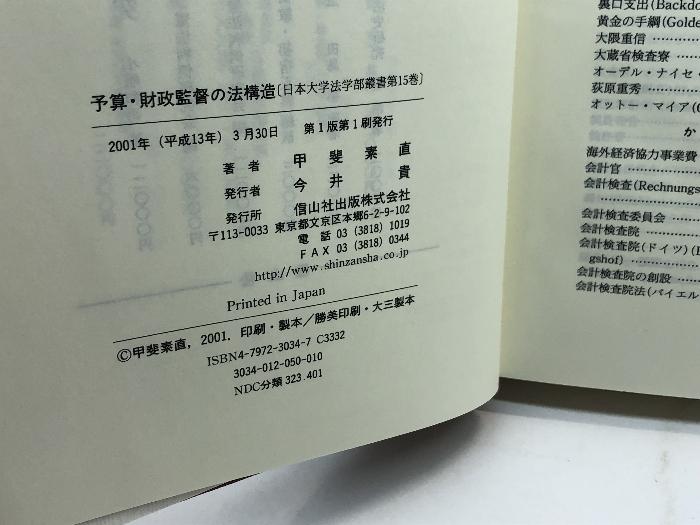 予算・財政監督の法構造〔日本大学法学部叢書第15巻〕
2001年（平成13年）3月30日　第1版第1刷発行
著者　甲斐素直
発行者　今井貴
発行所　信山社出版株式会社
〒113-0033 東京都文京区本郷6-2-9-102
電話 03 (3818) 1019
FAX 03 (3818) 0344
http://www.shinzansha.co.jp
Printed in Japan
©甲斐素直，2001．印刷・製本／勝美印刷・大三製本
ISBN4-7972-3034-7 C3332
3034-012-050-010
NDC分類 323.401
裏口支出(Backdo
黄金の手綱(Golde
大隈重信
大蔵省検査寮
オーデル・ナイセ
荻原重秀
オットー・マイア(
か
海外経済協力事業費
会計官
会計検査(Rechnungs
会計検査委員会
会計検査院
会計検査院(ドイツ)(
gshof)
会計検査院の創設
会計検査院法(バイエル